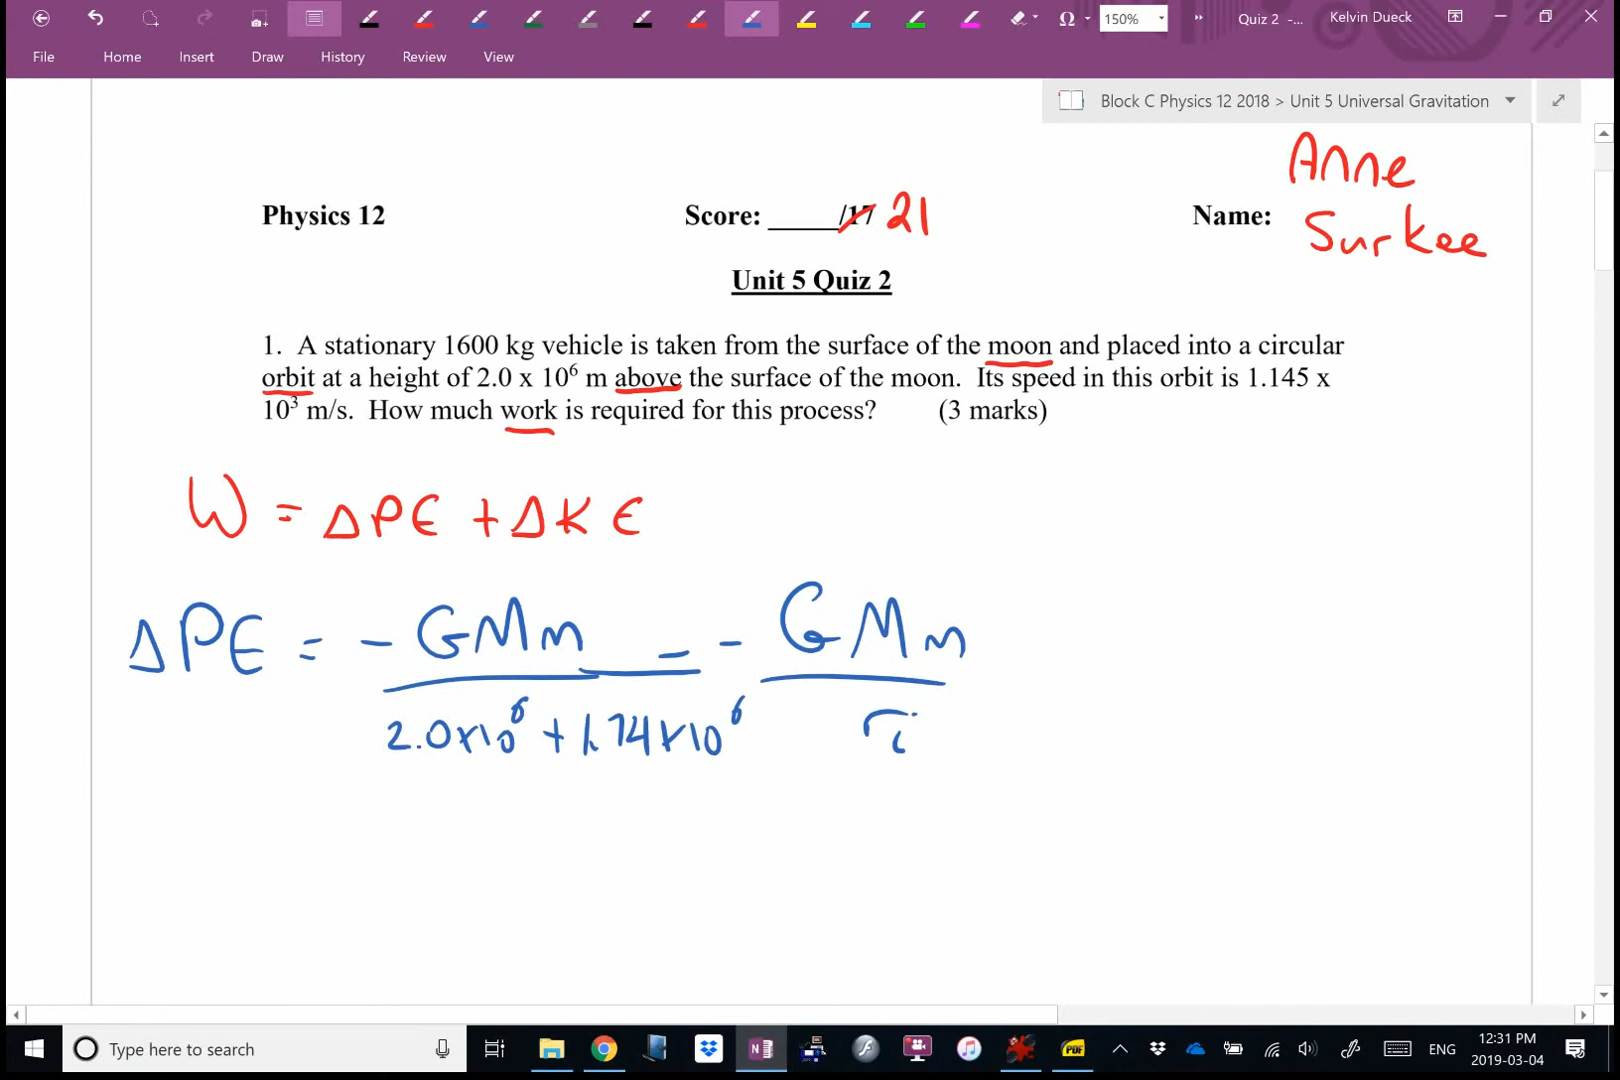 150%
Quiz 2 -...
Kelvin Dueck
File Home Insert Draw History Review View
Block C Physics 12 2018 > Unit 5 Universal Gravitation
Anne
Surkee
Physics 12 Score: _____/17 21 Name:
Unit 5 Quiz 2
1. A stationary 1600 kg vehicle is taken from the surface of the moon and placed into a circular
orbit at a height of 2.0 x 10⁶ m above the surface of the moon. Its speed in this orbit is 1.145 x
10³ m/s. How much work is required for this process? (3 marks)
W = ΔPE + ΔKE
ΔPE = - GMm - - GMm
2.0x10⁶ + 1.74x10⁶ rᵢ
Type here to search
PDF
ENG
12:31 PM
2019-03-04